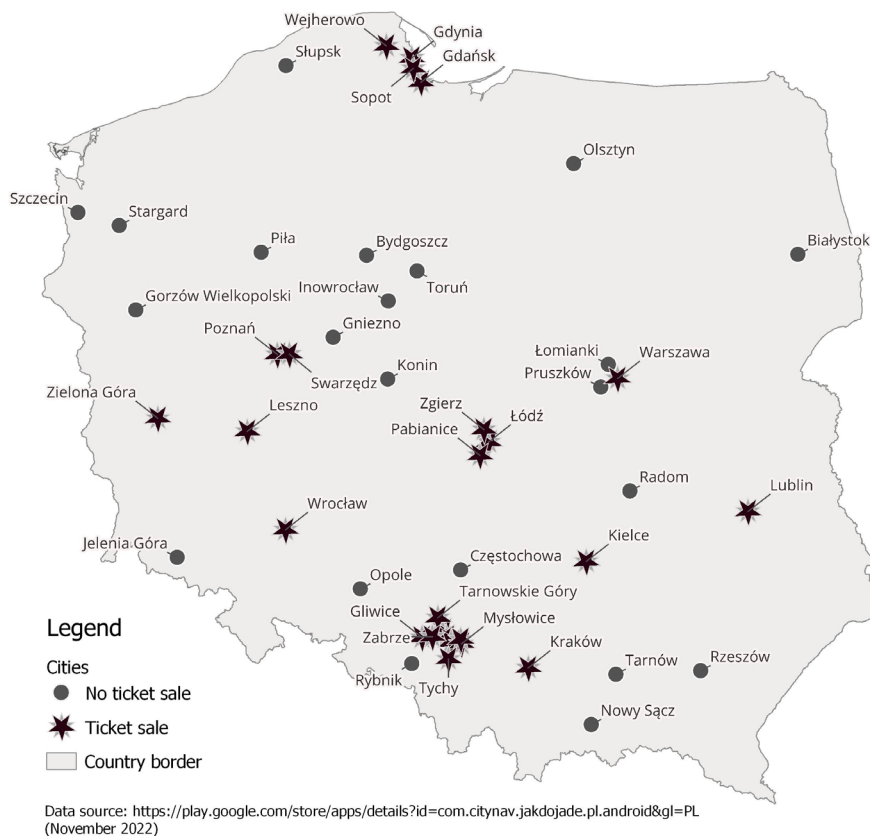 Wejherowo
Gdynia
Słupsk
Gdańsk
Sopot
Olsztyn
Szczecin
Stargard
Piła
Bydgoszcz
Białystok
Inowrocław
Toruń
Gorzów Wielkopolski
Gniezno
Poznań
Łomianki
Warszawa
Konin
Pruszków
Swarzędz
Zielona Góra
Leszno
Zgierz
Łódź
Pabianice
Radom
Lublin
Wrocław
Kielce
Jelenia Góra
Częstochowa
Opole
Tarnowskie Góry
Gliwice
Mysłowice
Zabrze
Kraków
Tarnów
Rzeszów
Rybnik
Tychy
Nowy Sącz
Legend
Cities
No ticket sale
Ticket sale
Country border
Data source: https://play.google.com/store/apps/details?id=com.citynav.jakdojade.pl.android&gl=PL
(November 2022)